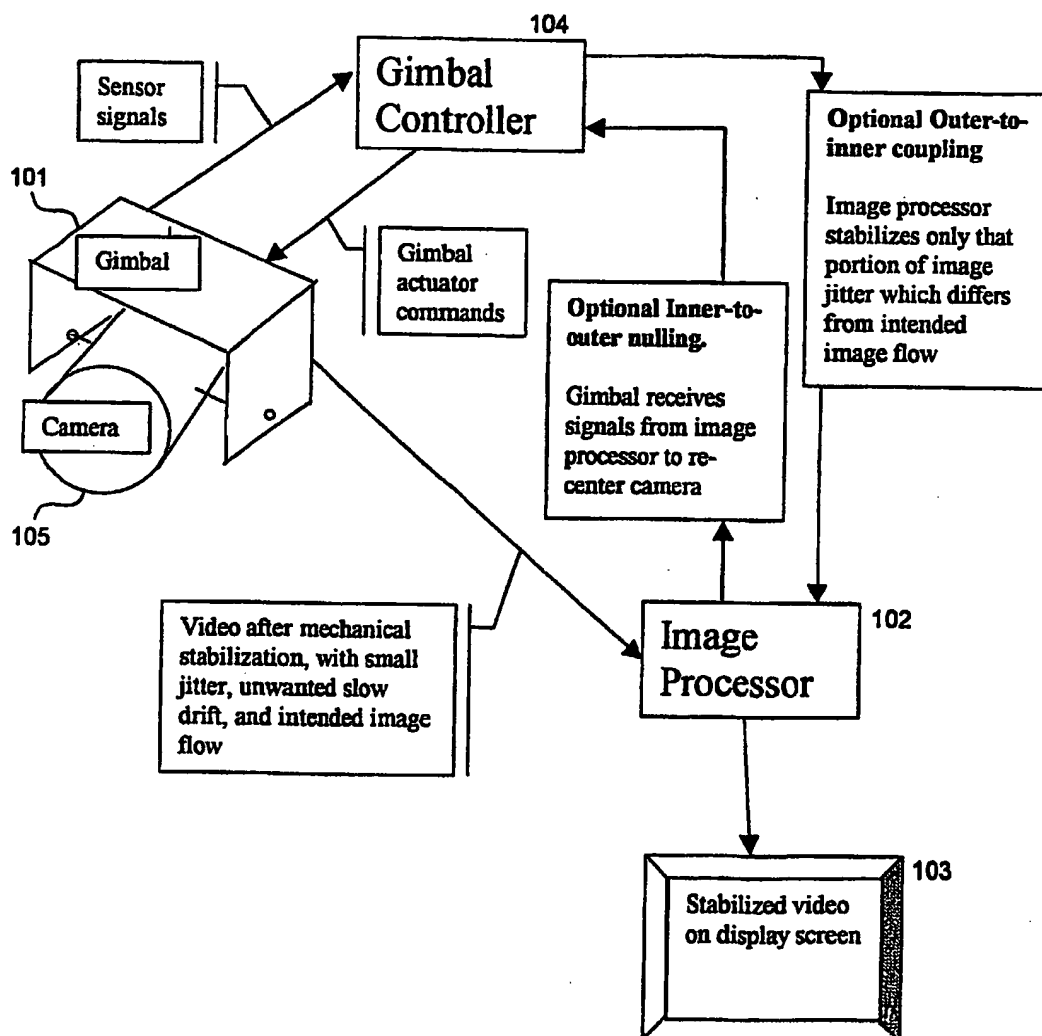 104
Gimbal
Controller
Sensor
signals
101
Gimbal
Camera
105
Gimbal
actuator
commands
Optional Inner-to-
outer nulling.
Gimbal receives
signals from image
processor to re-
center camera
Optional Outer-to-
inner coupling
Image processor
stabilizes only that
portion of image
jitter which differs
from intended
image flow
Video after mechanical
stabilization, with small
jitter, unwanted slow
drift, and intended image
flow
Image
Processor
102
103
Stabilized video
on display screen